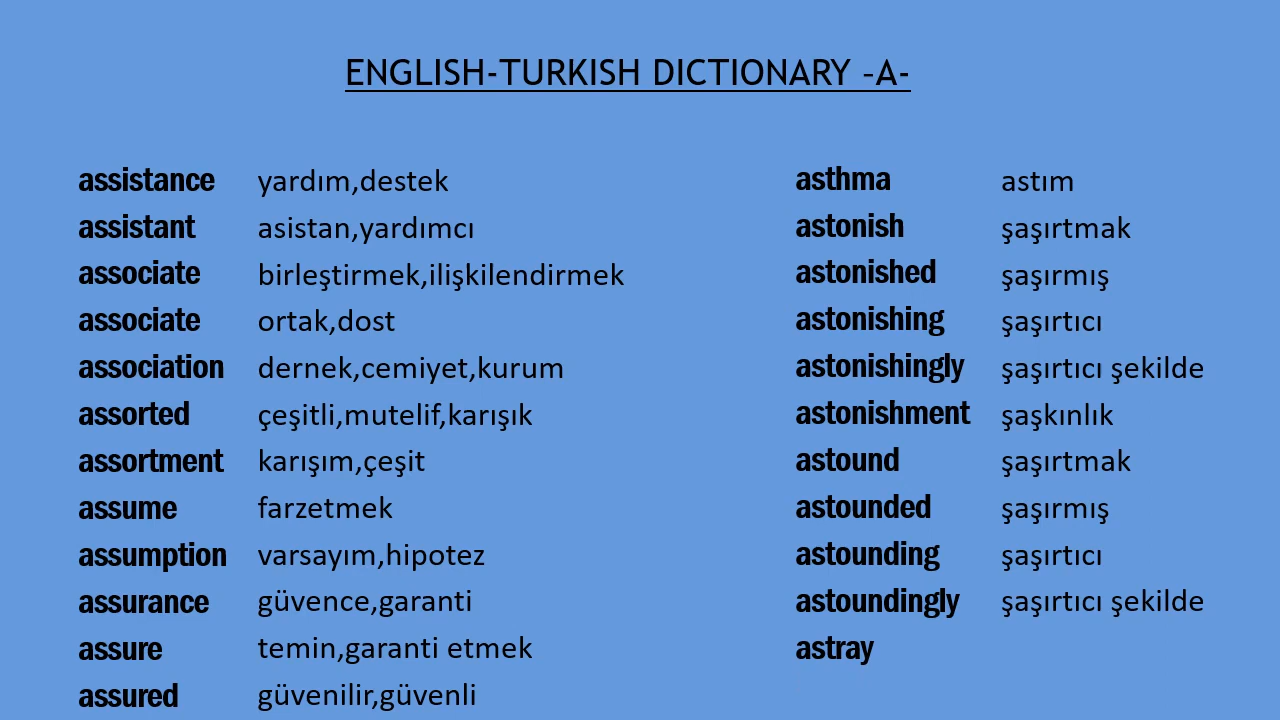 ENGLISH-TURKISH DICTIONARY –A-
assistance yardım,destek
assistant asistan,yardımcı
associate birleştirmek,ilişkilendirmek
associate ortak,dost
association dernek,cemiyet,kurum
assorted çeşitli,mutelif,karışık
assortment karışım,çeşit
assume farzetmek
assumption varsayım,hipotez
assurance güvence,garanti
assure temin,garanti etmek
assured güvenilir,güvenli
asthma astım
astonish şaşırtmak
astonished şaşırmış
astonishing şaşırtıcı
astonishingly şaşırtıcı şekilde
astonishment şaşkınlık
astound şaşırtmak
astounded şaşırmış
astounding şaşırtıcı
astoundingly şaşırtıcı şekilde
astray